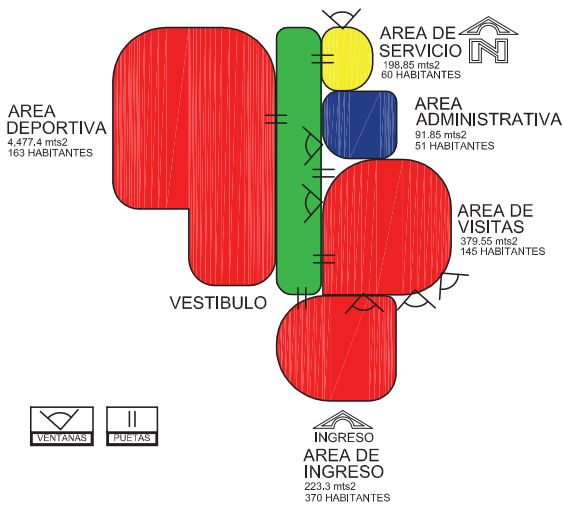 AREA DE
SERVICIO
198.85 mts2
60 HABITANTES
N
AREA
DEPORTIVA
4,477.4 mts2
163 HABITANTES
AREA
ADMINISTRATIVA
91.85 mts2
51 HABITANTES
AREA DE
VISITAS
379.55 mts2
145 HABITANTES
VESTIBULO
VENTANAS
PUETAS
INGRESO
AREA DE
INGRESO
223.3 mts2
370 HABITANTES